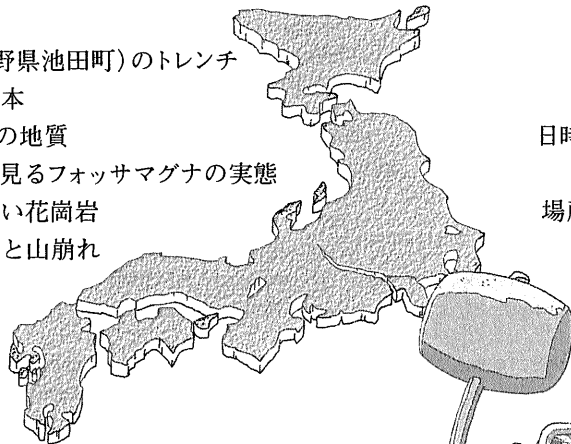 野県池田町)のトレンチ
本
の地質
見るフォッサマグナの実態
い花崗岩
と山崩れ
日時
場所